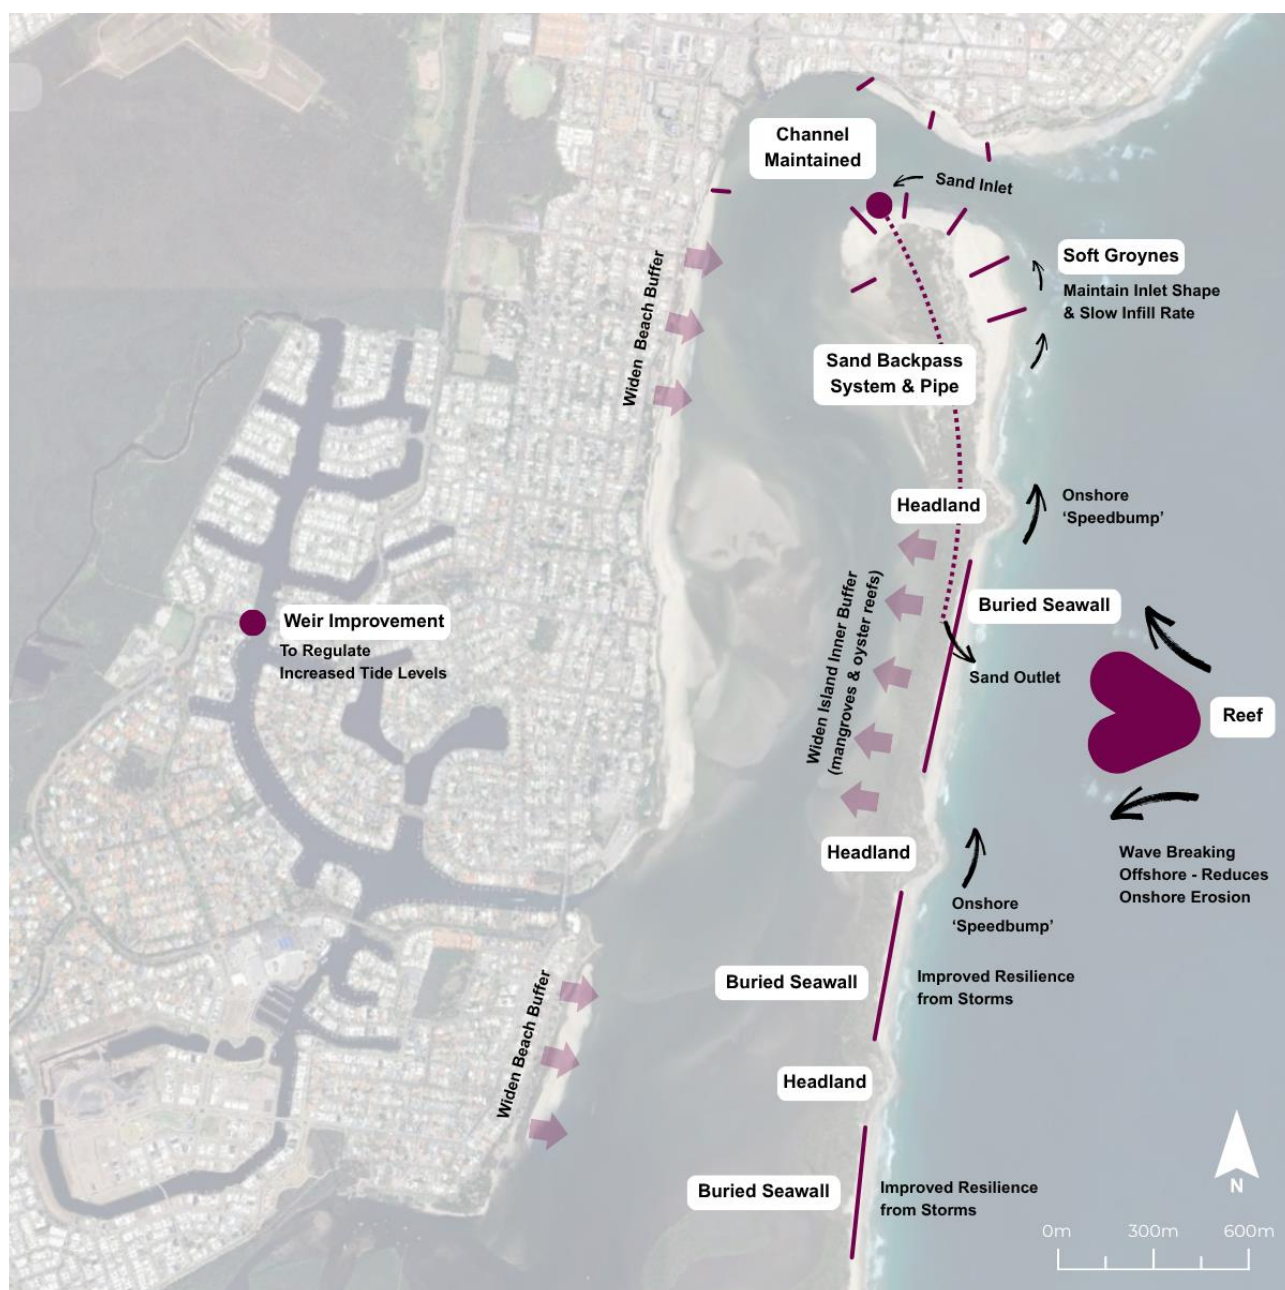 Channel
Maintained
Sand Inlet
Soft Groynes
Maintain Inlet Shape
& Slow Infill Rate
Widen Beach Buffer
Sand Backpass
System & Pipe
Headland
Onshore
‘Speedbump’
Widen Island Inner Buffer
(mangroves & oyster reefs)
Buried Seawall
Weir Improvement
To Regulate
Increased Tide Levels
Sand Outlet
Reef
Headland
Wave Breaking
Offshore - Reduces
Onshore Erosion
Onshore
‘Speedbump’
Buried Seawall
Improved Resilience
from Storms
Widen Beach Buffer
Headland
Buried Seawall
Improved Resilience
from Storms
N
0m 300m 600m